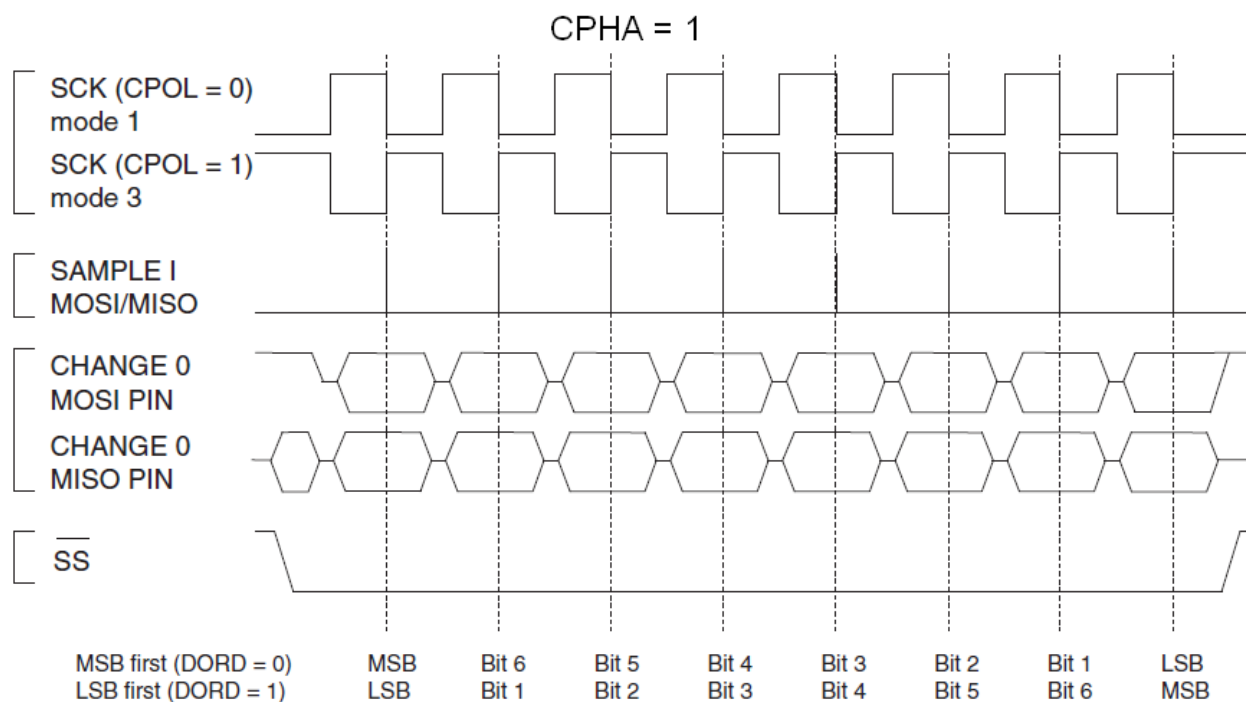 CPHA = 1
SCK (CPOL = 0)
mode 1
SCK (CPOL = 1)
mode 3
SAMPLE I
MOSI/MISO
CHANGE 0
MOSI PIN
CHANGE 0
MISO PIN
SS
MSB first (DORD = 0) MSB Bit 6 Bit 5 Bit 4 Bit 3 Bit 2 Bit 1 LSB
LSB first (DORD = 1) LSB Bit 1 Bit 2 Bit 3 Bit 4 Bit 5 Bit 6 MSB